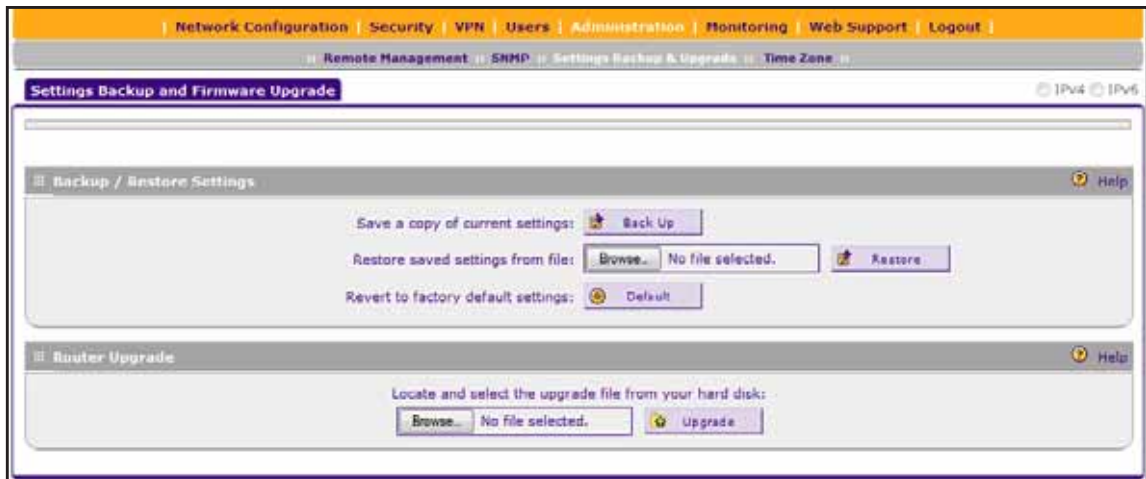 | Network Configuration | Security | VPN | Users | Administration | Monitoring | Web Support | Logout |
:: Remote Management :: SNMP :: Settings Backup & Upgrade :: Time Zone ::
Settings Backup and Firmware Upgrade IPv4 IPv6
Backup / Restore Settings Help
Save a copy of current settings: Back Up
Restore saved settings from file: Browse... No file selected. Restore
Revert to factory default settings: Default
Router Upgrade Help
Locate and select the upgrade file from your hard disk:
Browse... No file selected. Upgrade